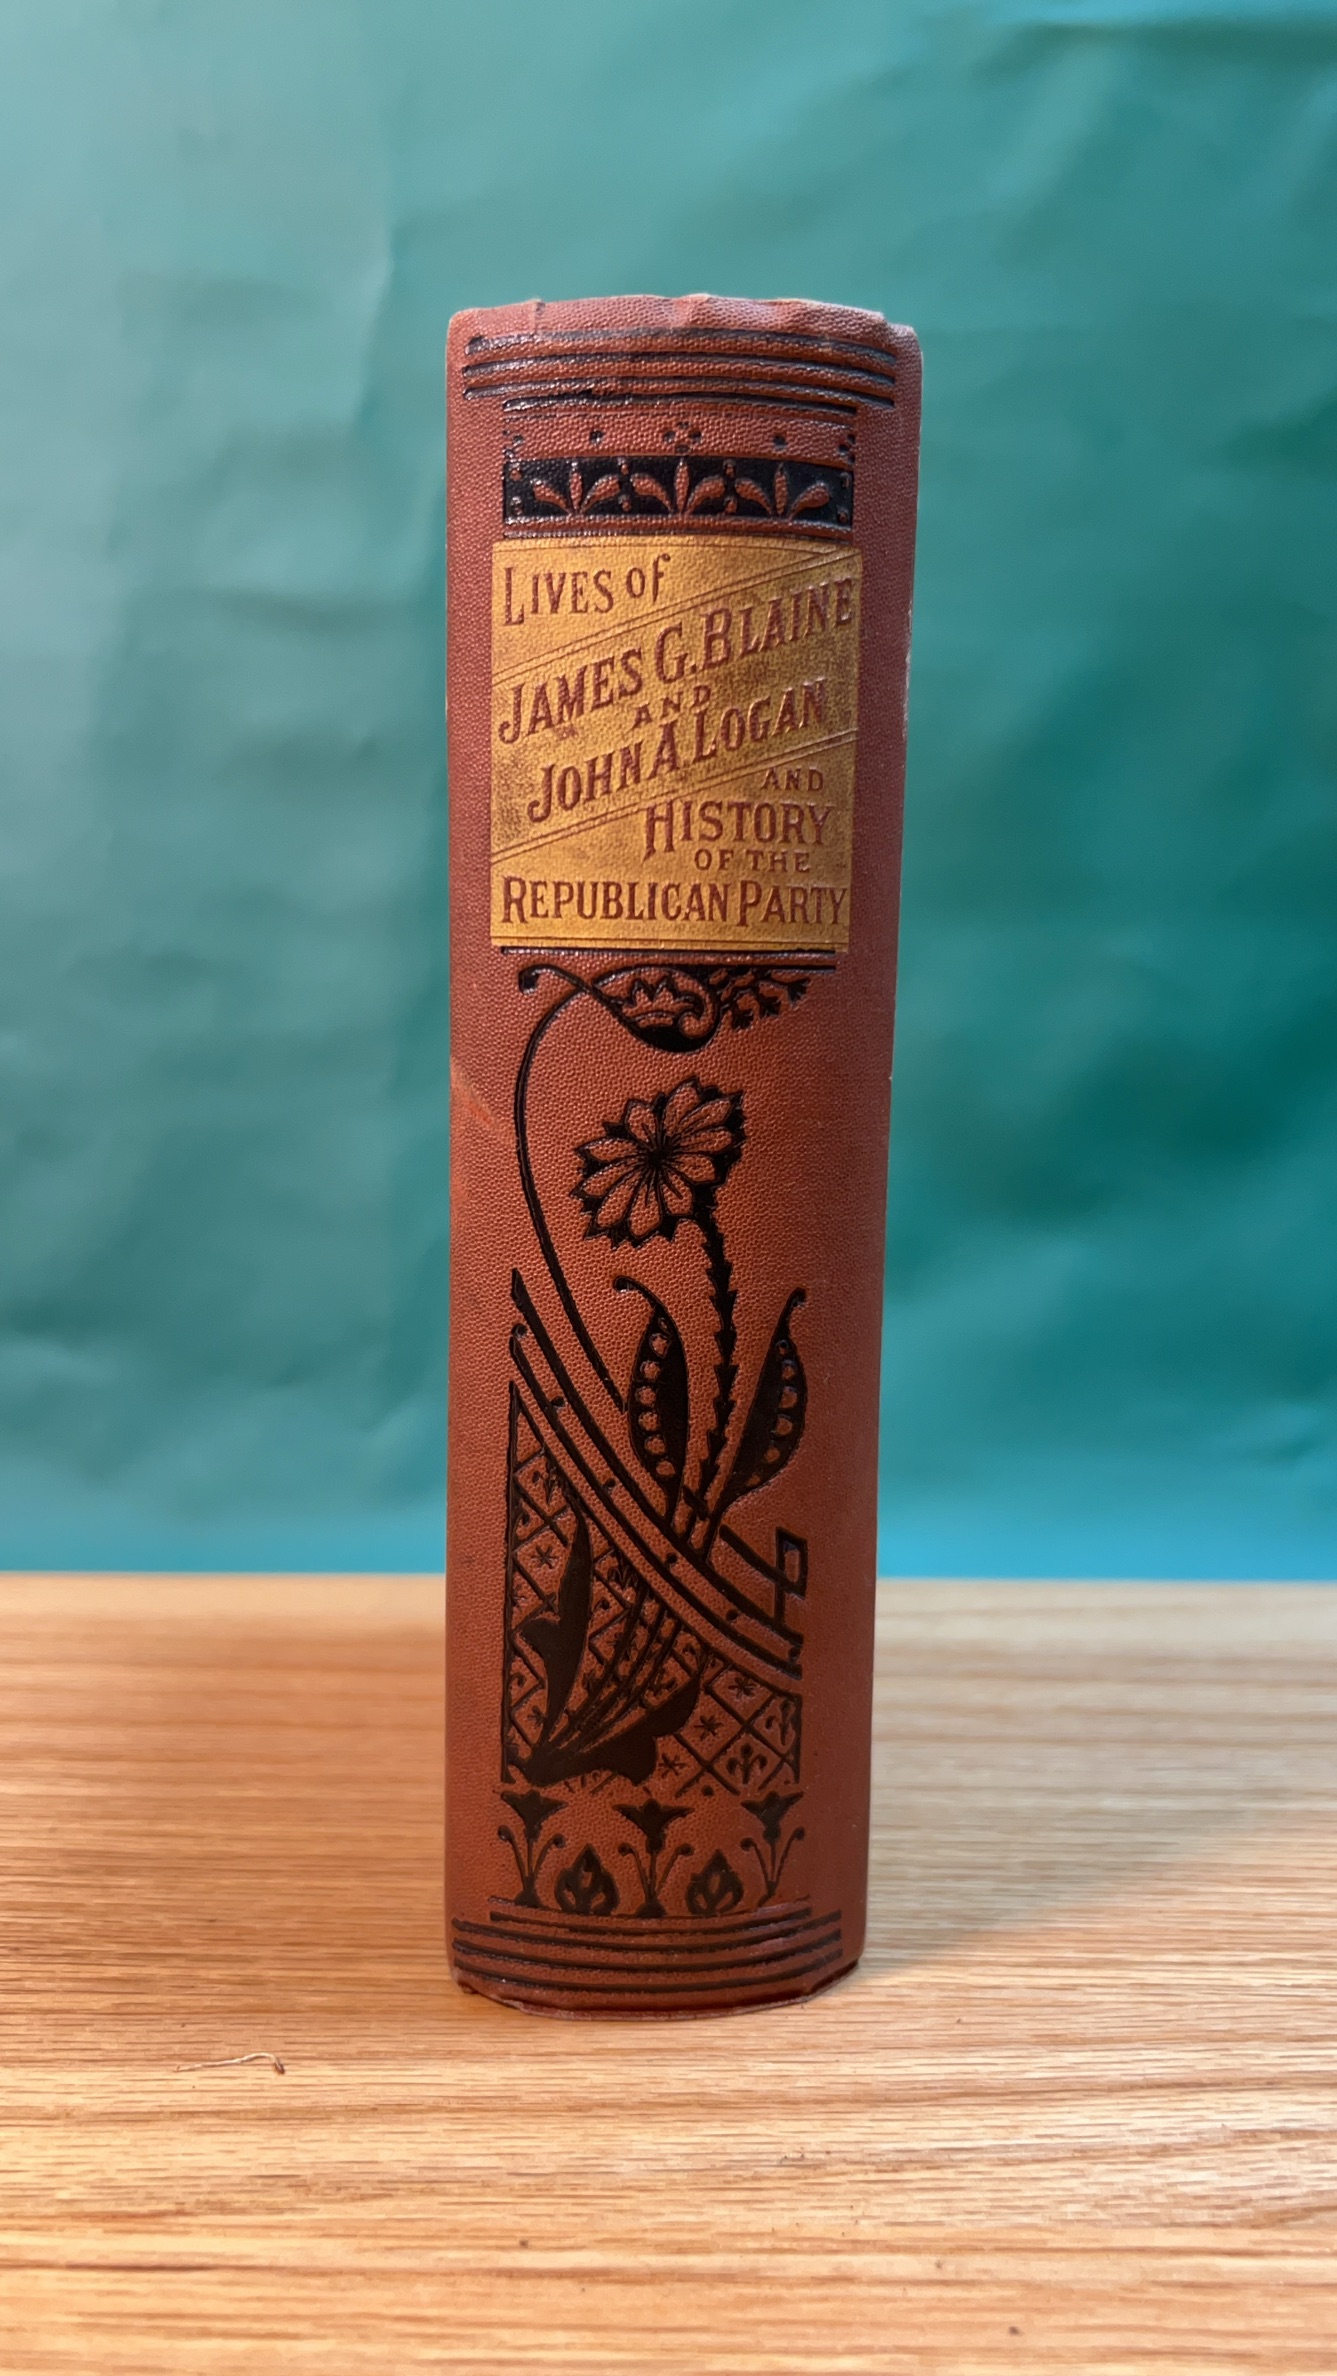 LIVES OF
JAMES G. BLAINE
AND
JOHN A. LOGAN
AND
HISTORY
OF THE
REPUBLICAN PARTY